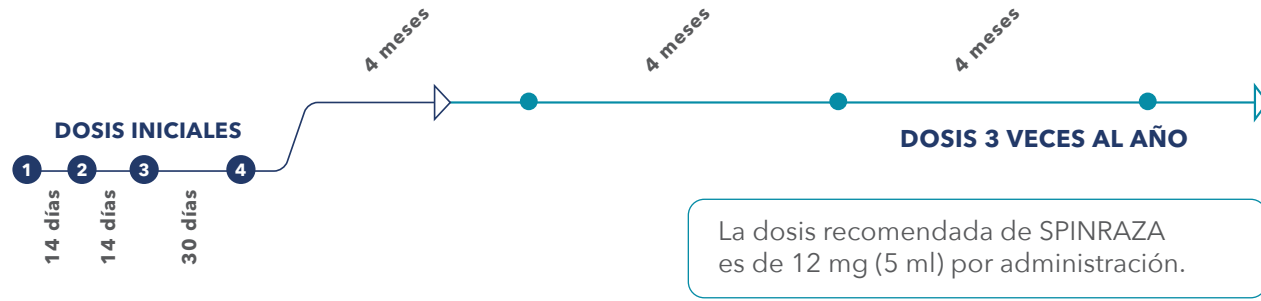 4 meses
4 meses
4 meses
DOSIS INICIALES
1
2
3
4
14 días
14 días
30 días
DOSIS 3 VECES AL AÑO
La dosis recomendada de SPINRAZA
es de 12 mg (5 ml) por administración.